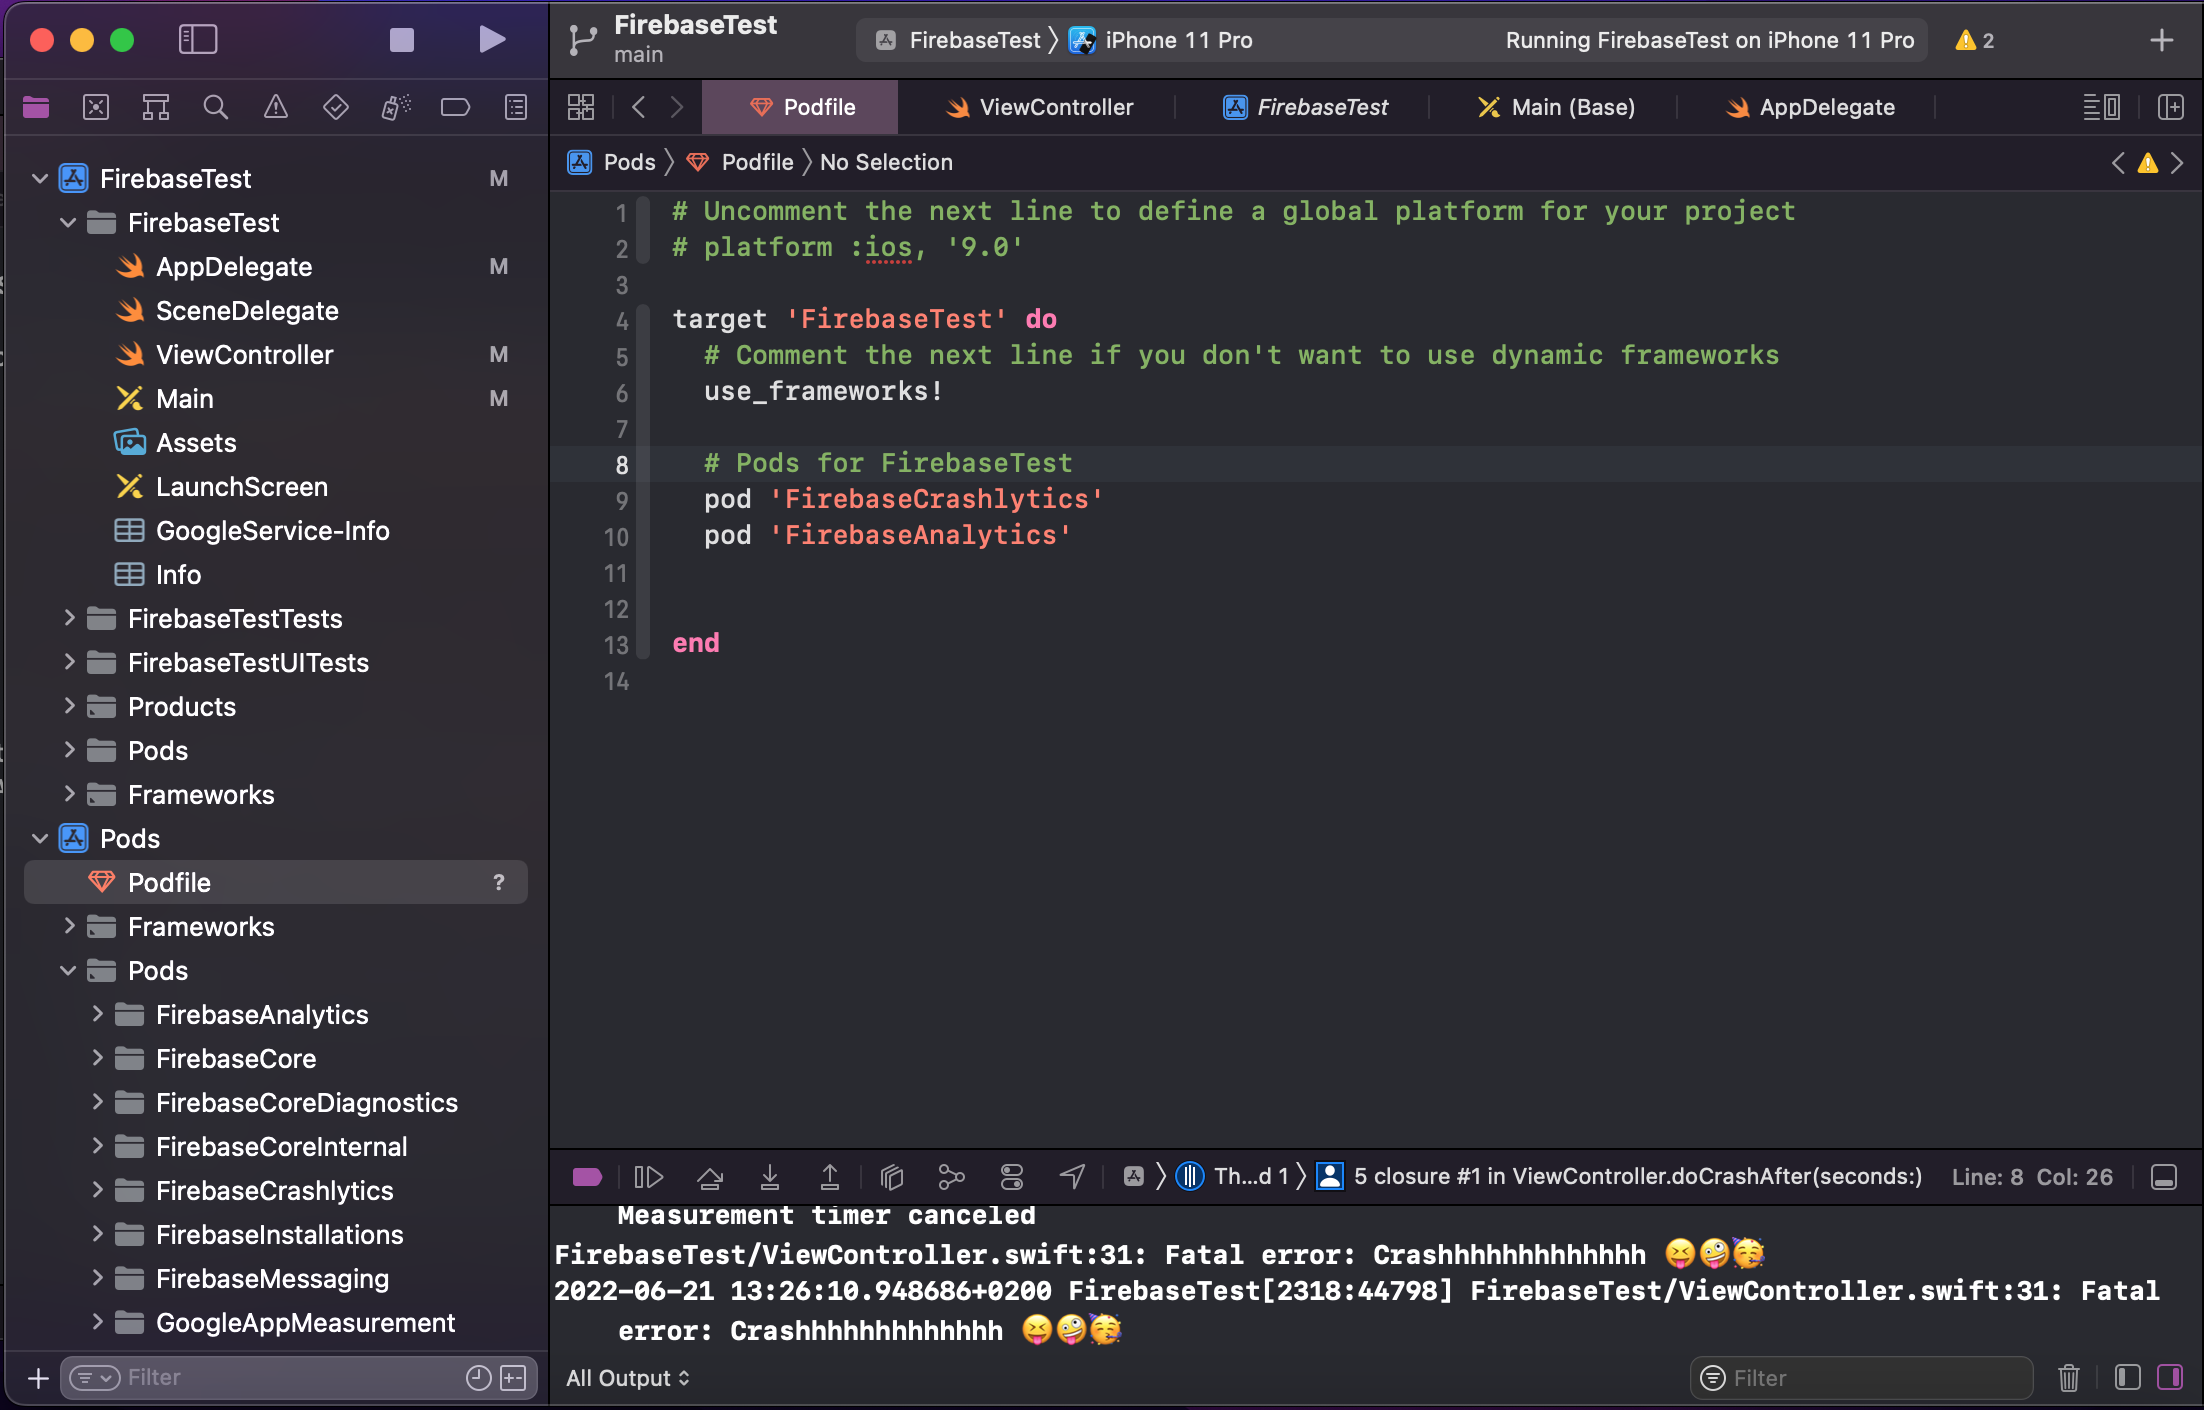 FirebaseTest
main
FirebaseTest
iPhone 11 Pro
Running FirebaseTest on iPhone 11 Pro
2
Podfile
ViewController
FirebaseTest
Main (Base)
AppDelegate
Pods
Podfile
No Selection
FirebaseTest M
FirebaseTest
AppDelegate M
SceneDelegate
ViewController M
Main M
Assets
LaunchScreen
GoogleService-Info
Info
FirebaseTestTests
FirebaseTestUITests
Products
Pods
Frameworks
Pods
Podfile ?
Frameworks
Pods
FirebaseAnalytics
FirebaseCore
FirebaseCoreDiagnostics
FirebaseCoreInternal
FirebaseCrashlytics
FirebaseInstallations
FirebaseMessaging
GoogleAppMeasurement
Filter
1 # Uncomment the next line to define a global platform for your project
2 # platform :ios, '9.0'
3
4 target 'FirebaseTest' do
5 # Comment the next line if you don't want to use dynamic frameworks
6 use_frameworks!
7
8 # Pods for FirebaseTest
9 pod 'FirebaseCrashlytics'
10 pod 'FirebaseAnalytics'
11
12
13 end
14
Th...d 1
5 closure #1 in ViewController.doCrashAfter(seconds:)
Line: 8 Col: 26
Measurement timer canceled
FirebaseTest/ViewController.swift:31: Fatal error: Crashhhhhhhhhhhhh 😝🤪🥳
2022-06-21 13:26:10.948686+0200 FirebaseTest[2318:44798] FirebaseTest/ViewController.swift:31: Fatal
error: Crashhhhhhhhhhhhh 😝🤪🥳
All Output
Filter